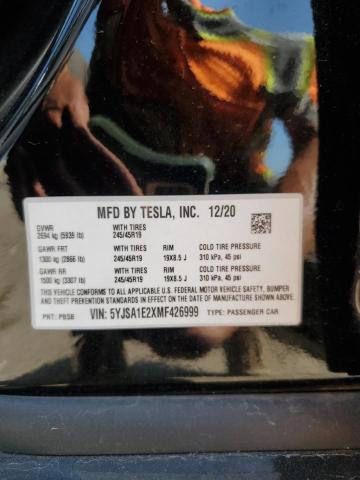 MFD BY TESLA, INC. 12/20
GVWR WITH TIRES
2694 kg (5939 lb) 245/45R19
GAWR FRT WITH TIRES RIM COLD TIRE PRESSURE
1300 kg (2866 lb) 245/45R19 19X8.5 J 310 kPa, 45 psi
GAWR RR WITH TIRES RIM COLD TIRE PRESSURE
1500 kg (3307 lb) 245/45R19 19X8.5 J 310 kPa, 45 psi
THIS VEHICLE CONFORMS TO ALL APPLICABLE U.S. FEDERAL MOTOR VEHICLE SAFETY, BUMPER
AND THEFT PREVENTION STANDARDS IN EFFECT ON THE DATE OF MANUFACTURE SHOWN ABOVE.
PNT: PBSB VIN: 5YJSA1E2XMF426999 TYPE: PASSENGER CAR